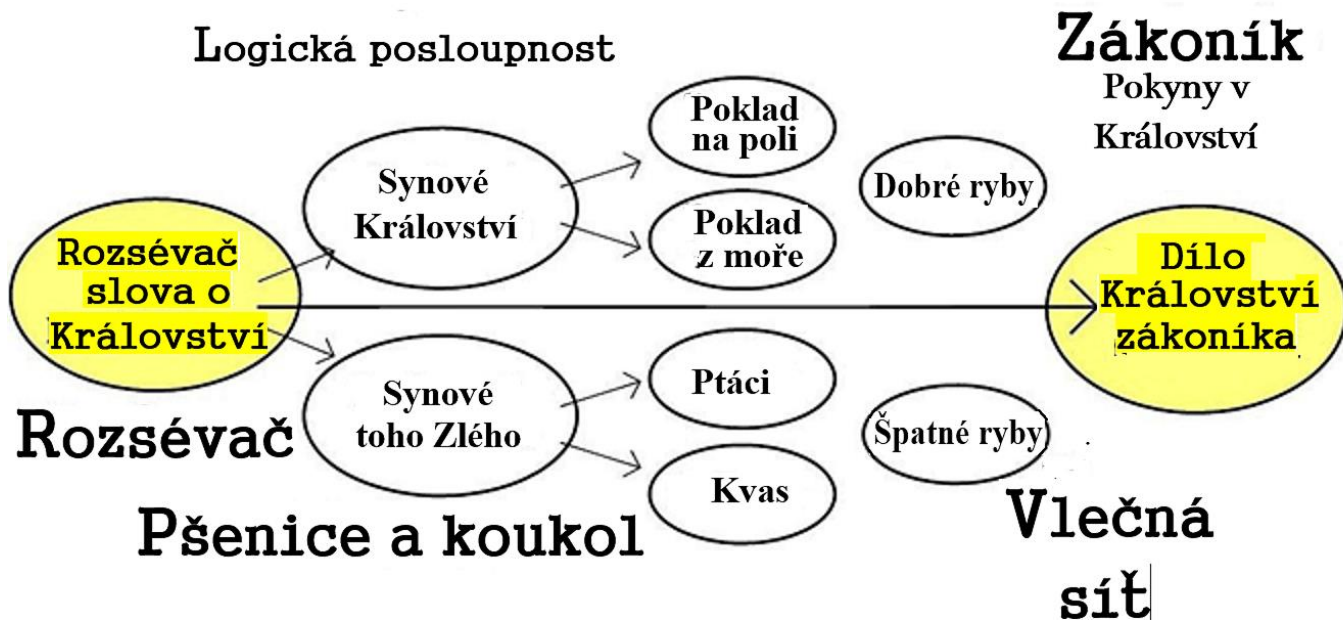 Logická posloupnost
Zákoník
Pokyny v
Království
Poklad
na poli
Synové
Království
Dobré ryby
Poklad
z moře
Rozsévač
slova o
Království
Dílo
Království
zákoníka
Ptáci
Synové
toho Zlého
Rozsévač
Špatné ryby
Kvas
Pšenice a koukol
Vlečná
síť